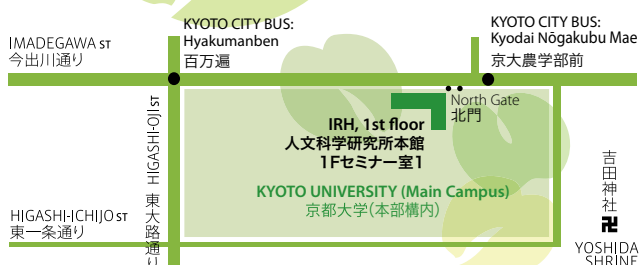 KYOTO CITY BUS:
Hyakumanben
百万遍
KYOTO CITY BUS:
Kyodai Nōgakubu Mae
京大農学部前
IMADEGAWA ST
今出川通り
North Gate
北門
IRH, 1st floor
人文科学研究所本館
1Fセミナー室1
KYOTO UNIVERSITY (Main Campus)
京都大学(本部構内)
HIGASHI-OJI ST
東大路通り
HIGASHI-ICHIJO ST
東一条通り
吉田神社
卍
YOSHIDA
SHRINE